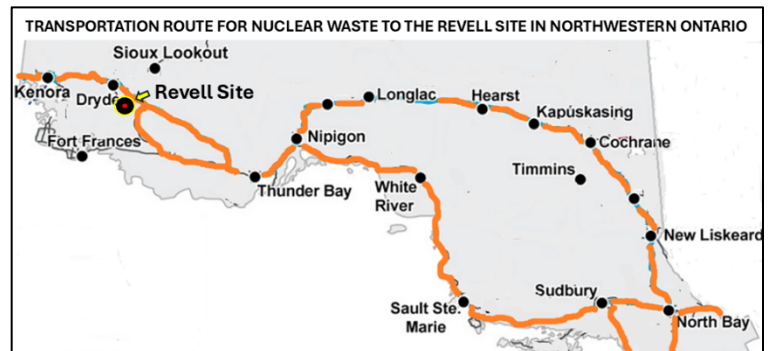 TRANSPORTATION ROUTE FOR NUCLEAR WASTE TO THE REVELL SITE IN NORTHWESTERN ONTARIO
Sioux Lookout
Kenora
Revell Site
Longlac
Hearst
Kapuskasing
Fort Frances
Nipigon
Cochrane
Timmins
Thunder Bay
White
River
New Liskeard
Sudbury
Sault Ste.
Marie
North Bay